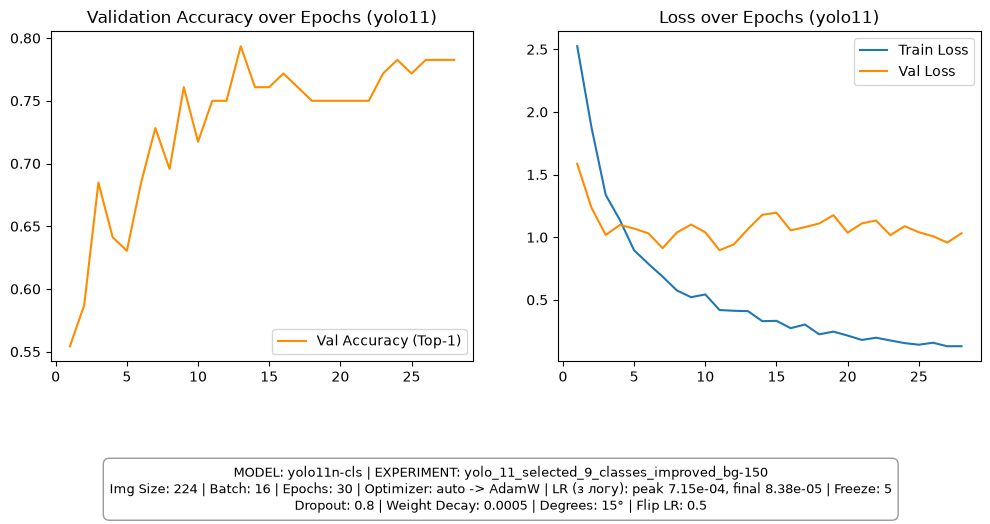 Validation Accuracy over Epochs (yolo11)
0.80
0.75
0.70
0.65
0.60
0.55
0
5
10
15
20
25
Val Accuracy (Top-1)
Loss over Epochs (yolo11)
2.5
2.0
1.5
1.0
0.5
0
5
10
15
20
25
Train Loss
Val Loss
MODEL: yolo11n-cls | EXPERIMENT: yolo_11_selected_9_classes_improved_bg-150
Img Size: 224 | Batch: 16 | Epochs: 30 | Optimizer: auto -> AdamW | LR (з логу): peak 7.15e-04, final 8.38e-05 | Freeze: 5
Dropout: 0.8 | Weight Decay: 0.0005 | Degrees: 15° | Flip LR: 0.5